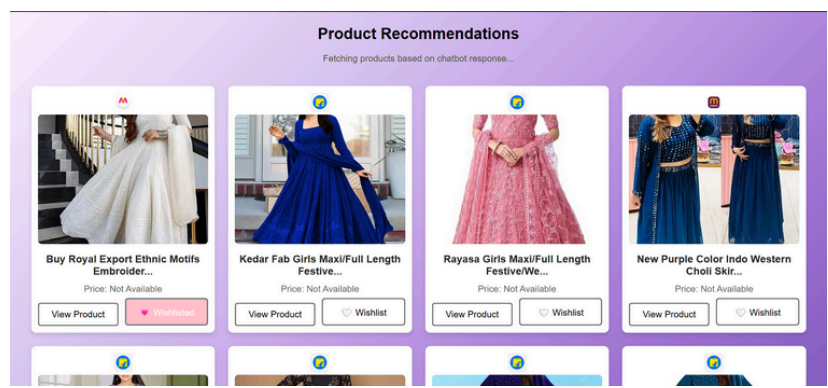 Product Recommendations
Fetching products based on chatbot response...
Buy Royal Export Ethnic Motifs
Embroider...
Price: Not Available
View Product
Wishlisted
Kedar Fab Girls Maxi/Full Length
Festive...
Price: Not Available
View Product
Wishlist
Rayasa Girls Maxi/Full Length
Festive/We...
Price: Not Available
View Product
Wishlist
New Purple Color Indo Western
Choli Skir...
Price: Not Available
View Product
Wishlist